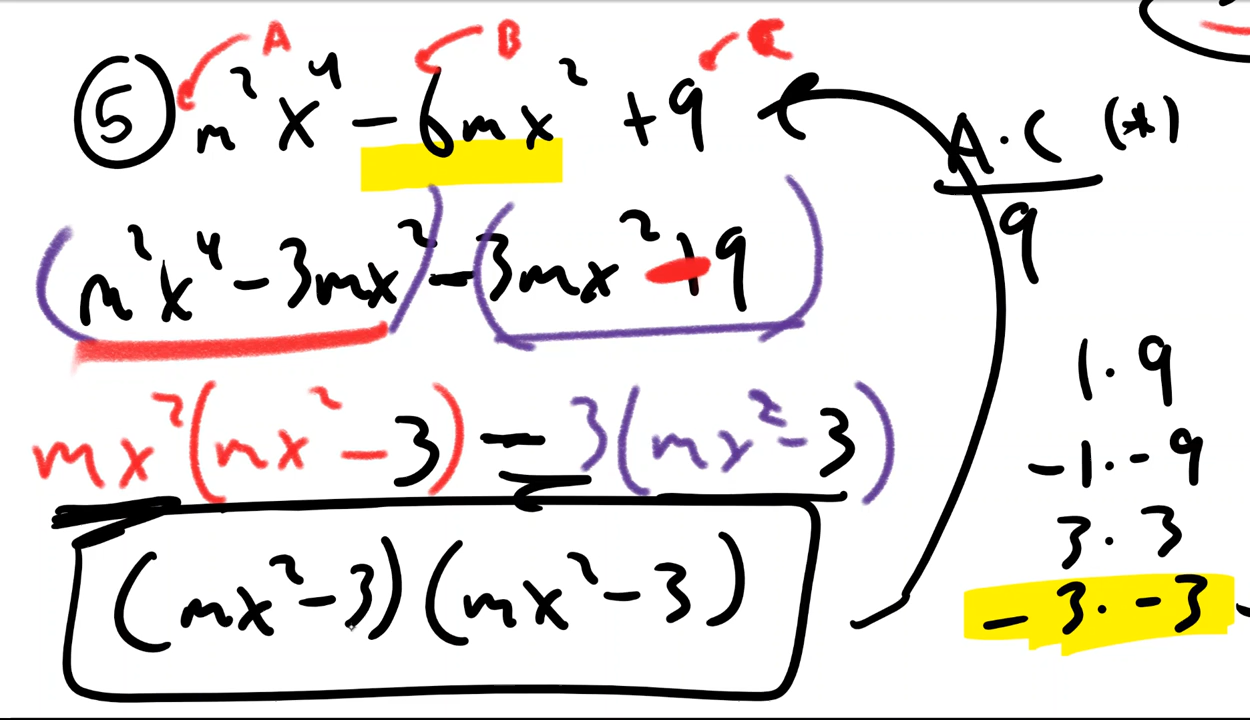 A B C
⑤ m²x⁴ - 6mx² + 9
A·C (*)
9
(m²x⁴ - 3mx²) - (3mx² - 9)
mx²(mx² - 3) - 3(mx² - 3)
(mx² - 3)(mx² - 3)
1·9
-1·-9
3·3
-3·-3